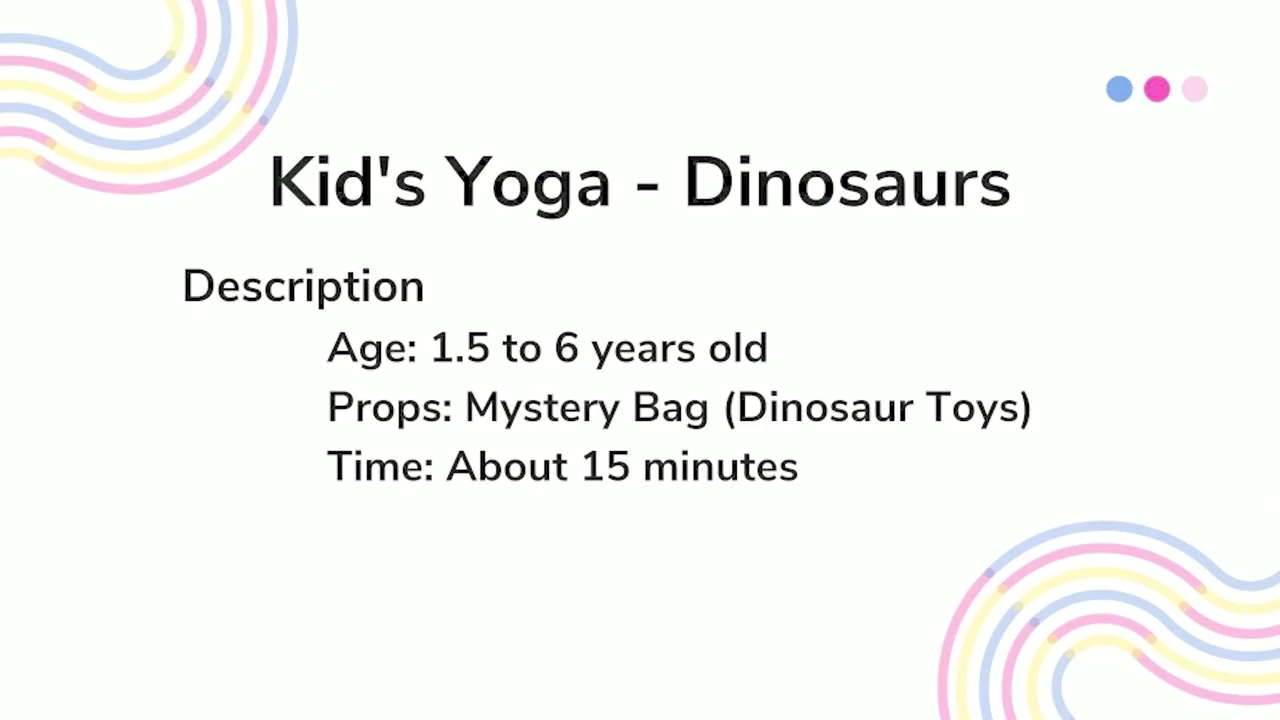 Kid's Yoga - Dinosaurs
Description
Age: 1.5 to 6 years old
Props: Mystery Bag (Dinosaur Toys)
Time: About 15 minutes